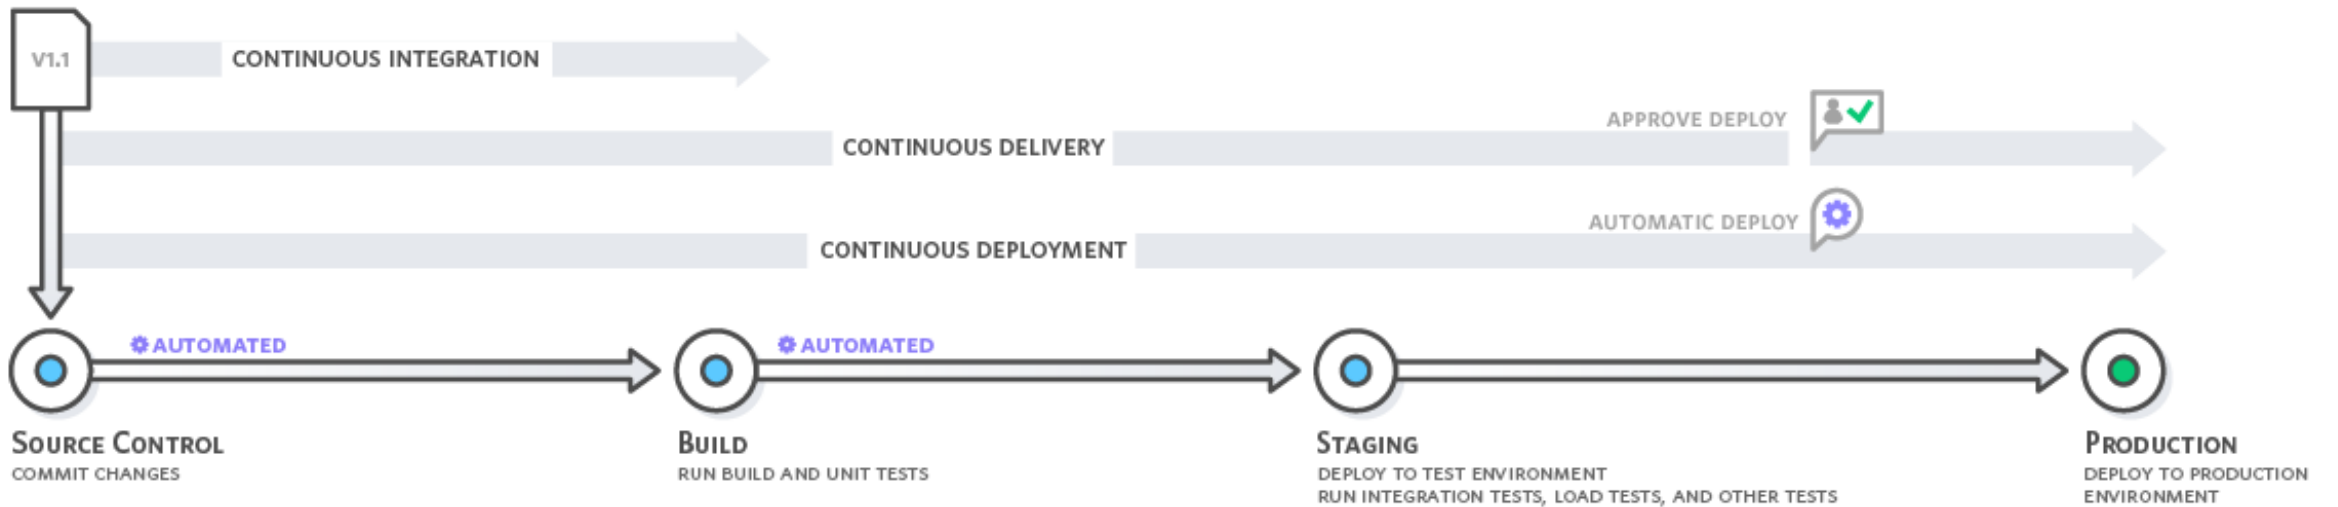 V1.1
CONTINUOUS INTEGRATION
APPROVE DEPLOY
CONTINUOUS DELIVERY
AUTOMATIC DEPLOY
CONTINUOUS DEPLOYMENT
AUTOMATED
AUTOMATED
SOURCE CONTROL
COMMIT CHANGES
BUILD
RUN BUILD AND UNIT TESTS
STAGING
DEPLOY TO TEST ENVIRONMENT
RUN INTEGRATION TESTS, LOAD TESTS, AND OTHER TESTS
PRODUCTION
DEPLOY TO PRODUCTION
ENVIRONMENT